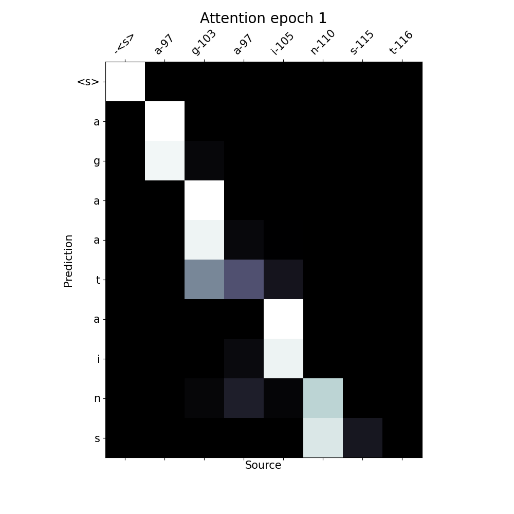 Attention epoch 1
-<s> a-97 g-103 a-97 i-105 n-110 s-115 t-116
<s>
a
g
a
a
t
a
i
n
s
Prediction
Source